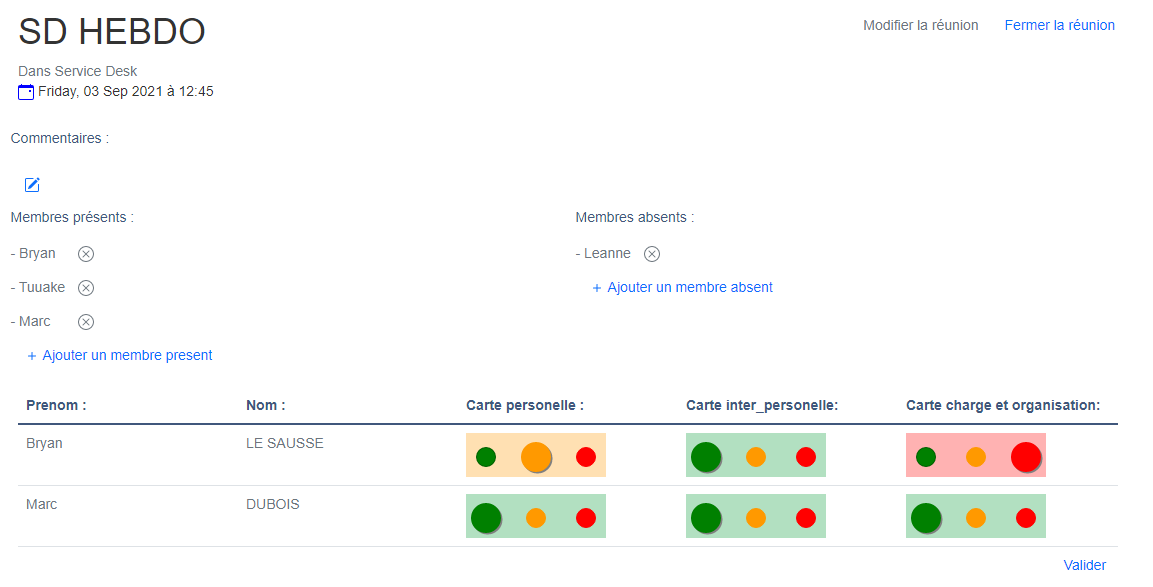 SD HEBDO
Modifier la réunion Fermer la réunion
Dans Service Desk
Friday, 03 Sep 2021 à 12:45
Commentaires :
Membres présents : Membres absents :
- Bryan - Leanne
- Tuuake + Ajouter un membre absent
- Marc
+ Ajouter un membre present
Prenom : Nom : Carte personelle : Carte inter_personelle: Carte charge et organisation:
Bryan LE SAUSSE
Marc DUBOIS
Valider